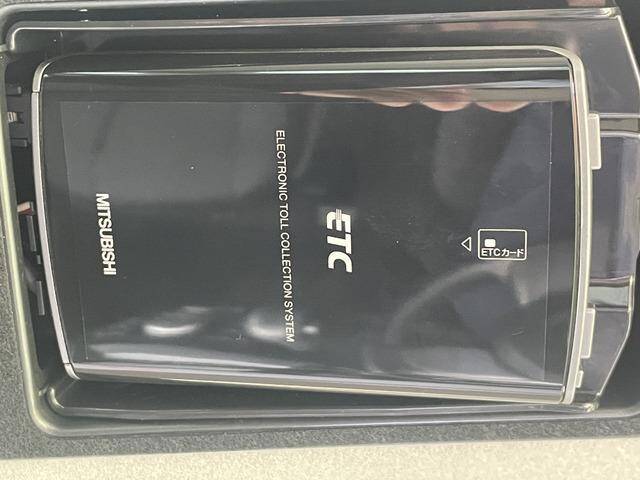 ETCカード
ETC
ELECTRONIC TOLL COLLECTION SYSTEM
MITSUBISHI